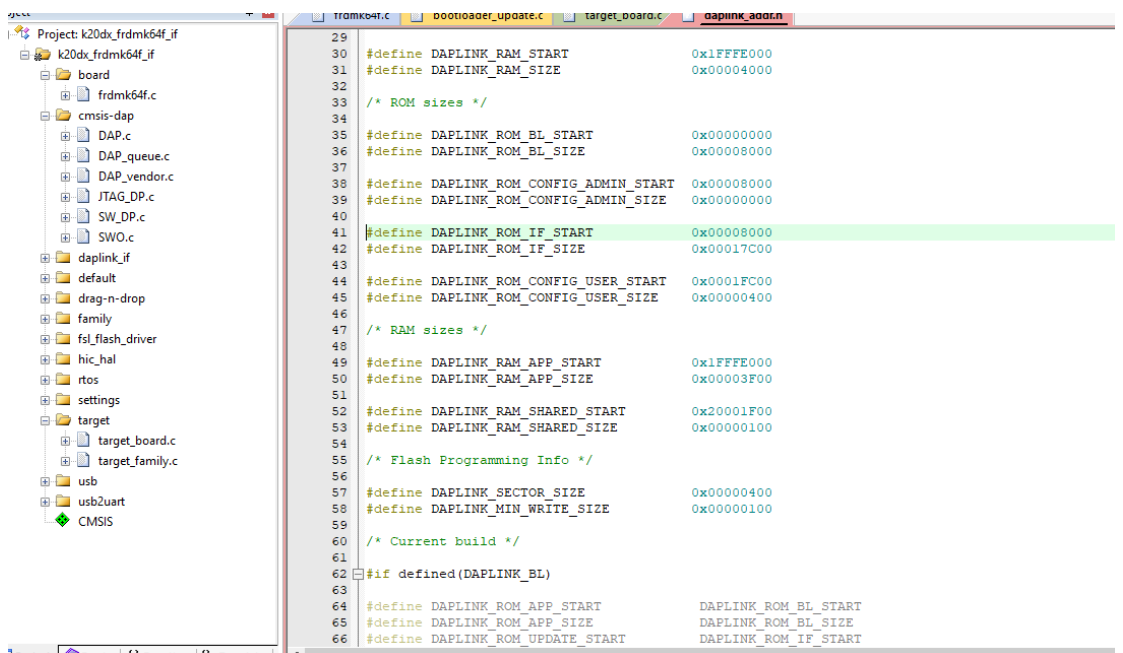 frdmk64f.c bootloader_update.c target_board.c daplink_addr.h
Project: k20dx_frdmk64f_if
k20dx_frdmk64f_if
board
frdmk64f.c
cmsis-dap
DAP.c
DAP_queue.c
DAP_vendor.c
JTAG_DP.c
SW_DP.c
SWO.c
daplink_if
default
drag-n-drop
family
fsl_flash_driver
hic_hal
rtos
settings
target
target_board.c
target_family.c
usb
usb2uart
CMSIS
29
30 #define DAPLINK_RAM_START 0x1FFFE000
31 #define DAPLINK_RAM_SIZE 0x00004000
32
33 /* ROM sizes */
34
35 #define DAPLINK_ROM_BL_START 0x00000000
36 #define DAPLINK_ROM_BL_SIZE 0x00008000
37
38 #define DAPLINK_ROM_CONFIG_ADMIN_START 0x00008000
39 #define DAPLINK_ROM_CONFIG_ADMIN_SIZE 0x00000000
40
41 #define DAPLINK_ROM_IF_START 0x00008000
42 #define DAPLINK_ROM_IF_SIZE 0x00017C00
43
44 #define DAPLINK_ROM_CONFIG_USER_START 0x0001FC00
45 #define DAPLINK_ROM_CONFIG_USER_SIZE 0x00000400
46
47 /* RAM sizes */
48
49 #define DAPLINK_RAM_APP_START 0x1FFFE000
50 #define DAPLINK_RAM_APP_SIZE 0x00003F00
51
52 #define DAPLINK_RAM_SHARED_START 0x20001F00
53 #define DAPLINK_RAM_SHARED_SIZE 0x00000100
54
55 /* Flash Programming Info */
56
57 #define DAPLINK_SECTOR_SIZE 0x00000400
58 #define DAPLINK_MIN_WRITE_SIZE 0x00000100
59
60 /* Current build */
61
62 #if defined(DAPLINK_BL)
63
64 #define DAPLINK_ROM_APP_START DAPLINK_ROM_BL_START
65 #define DAPLINK_ROM_APP_SIZE DAPLINK_ROM_BL_SIZE
66 #define DAPLINK_ROM_UPDATE_START DAPLINK_ROM_IF_START